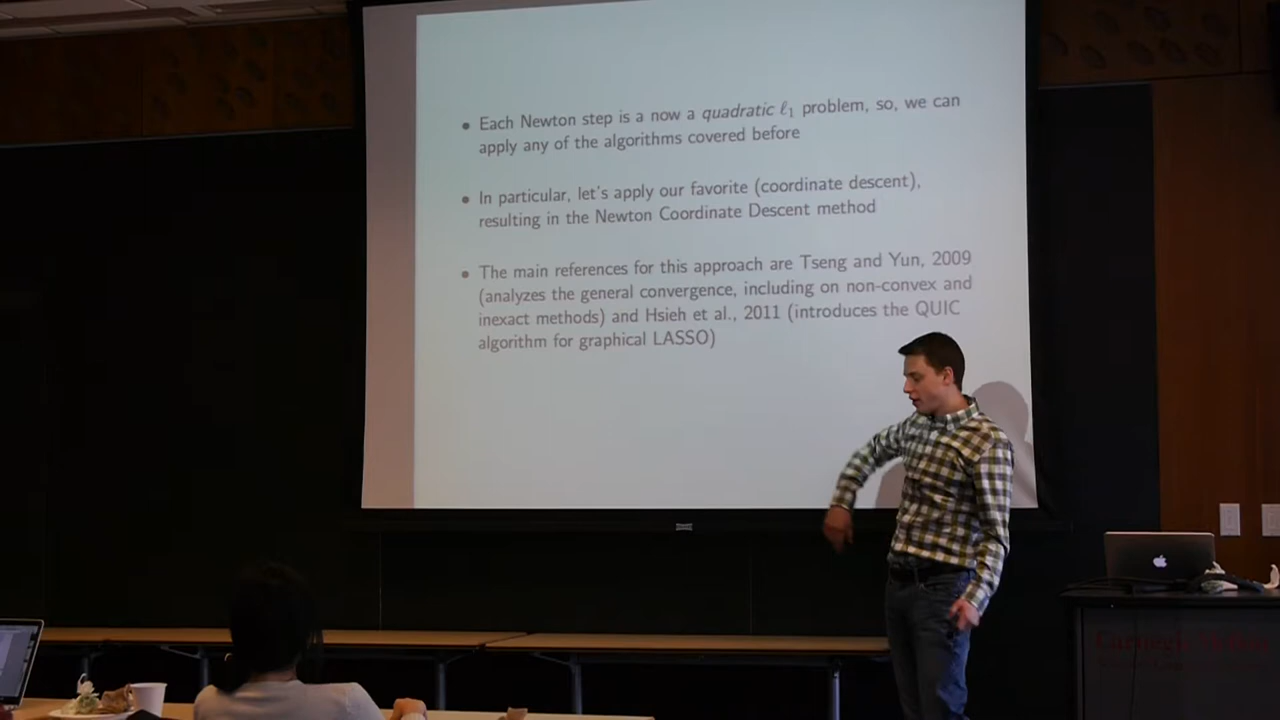 • Each Newton step is a now a quadratic ℓ₁ problem, so, we can
apply any of the algorithms covered before
• In particular, let's apply our favorite (coordinate descent),
resulting in the Newton Coordinate Descent method
• The main references for this approach are Tseng and Yun, 2009
(analyzes the general convergence, including on non-convex and
inexact methods) and Hsieh et al., 2011 (introduces the QUIC
algorithm for graphical LASSO)
Carnegie Mellon